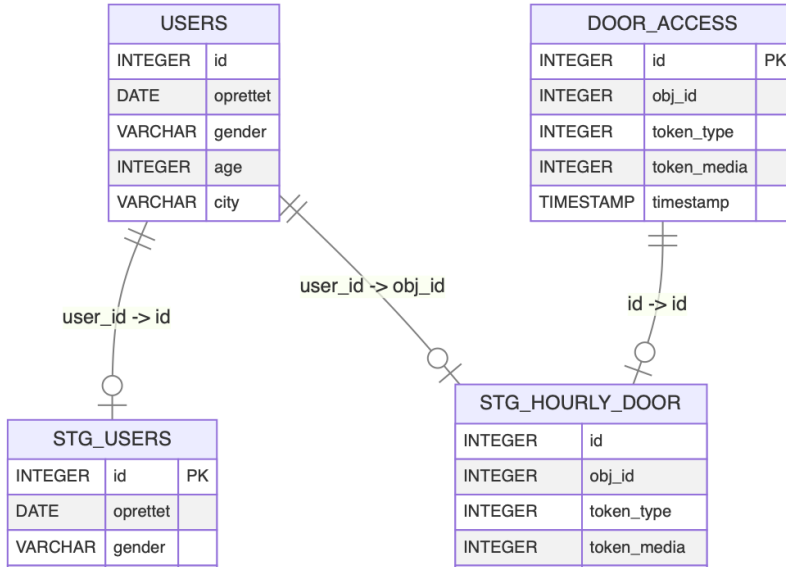 USERS
INTEGER id
DATE oprettet
VARCHAR gender
INTEGER age
VARCHAR city
DOOR_ACCESS
INTEGER id PK
INTEGER obj_id
INTEGER token_type
INTEGER token_media
TIMESTAMP timestamp
user_id -> id
user_id -> obj_id
id -> id
STG_USERS
INTEGER id PK
DATE oprettet
VARCHAR gender
STG_HOURLY_DOOR
INTEGER id
INTEGER obj_id
INTEGER token_type
INTEGER token_media